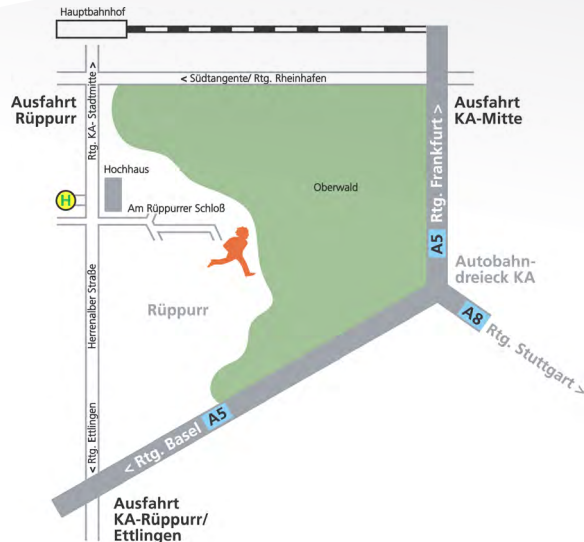 Hauptbahnhof
< Südtangente/ Rtg. Rheinhafen
Ausfahrt
Rüppurr
Rtg. KA- Stadtmitte >
Ausfahrt
KA-Mitte
A5 Rtg. Frankfurt >
Hochhaus
Oberwald
H
Am Rüppurrer Schloß
Autobahn-
dreieck KA
Herrenalber Straße
Rüppurr
A8 Rtg. Stuttgart >
< Rtg. Basel A5
< Rtg. Ettlingen
Ausfahrt
KA-Rüppurr/
Ettlingen